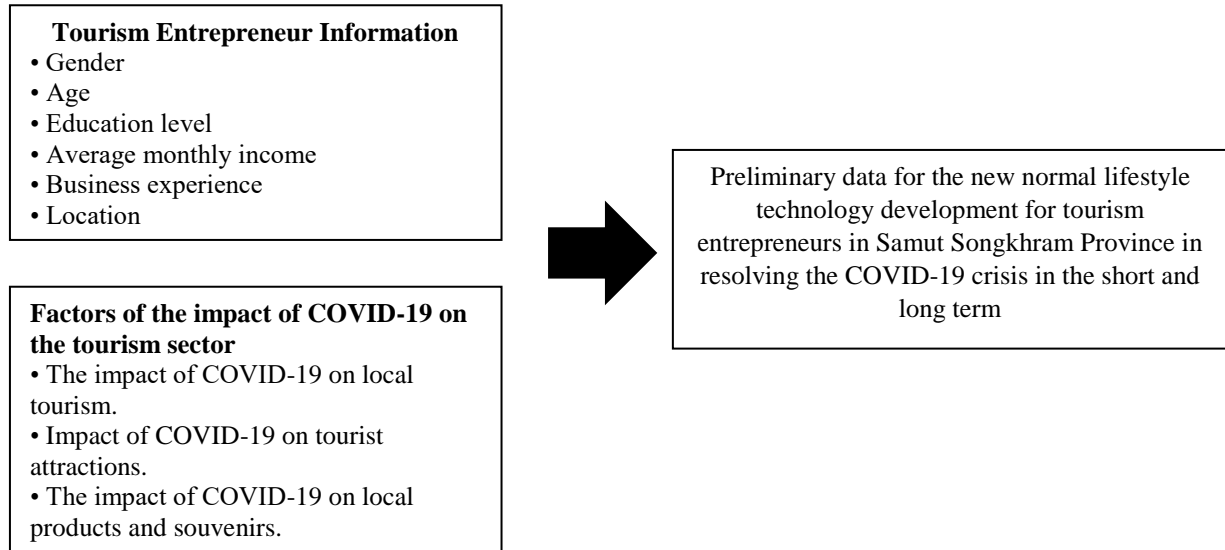 Tourism Entrepreneur Information
• Gender
• Age
• Education level
• Average monthly income
• Business experience
• Location
Factors of the impact of COVID-19 on
the tourism sector
• The impact of COVID-19 on local
tourism.
• Impact of COVID-19 on tourist
attractions.
• The impact of COVID-19 on local
products and souvenirs.
Preliminary data for the new normal lifestyle
technology development for tourism
entrepreneurs in Samut Songkhram Province in
resolving the COVID-19 crisis in the short and
long term